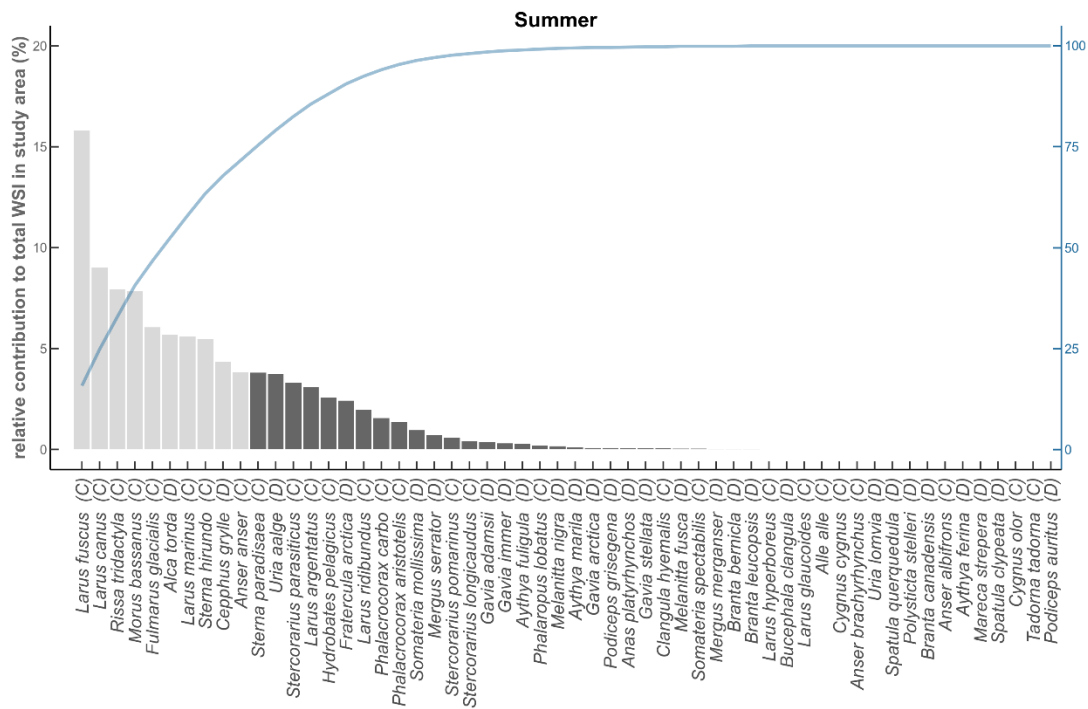 Summer
relative contribution to total WSI in study area (%)
20
15
10
5
0
100
75
50
25
0
Larus fuscus (C)
Larus canus (C)
Rissa tridactyla (C)
Morus bassanus (C)
Fulmarus glacialis (C)
Alca torda (D)
Larus marinus (C)
Sterna hirundo (C)
Cepphus grylle (D)
Anser anser (C)
Sterna paradisaea (C)
Uria aalge (D)
Stercorarius parasiticus (C)
Larus argentatus (C)
Hydrobates pelagicus (C)
Fratercula arctica (D)
Larus ridibundus (C)
Phalacrocorax carbo (C)
Phalacrocorax aristotelis (C)
Somateria mollissima (D)
Mergus serrator (D)
Stercorarius pomarinus (C)
Stercorarius longicaudus (C)
Gavia adamsii (D)
Gavia immer (D)
Aythya fuligula (D)
Phalaropus lobatus (C)
Melanitta nigra (D)
Aythya marila (D)
Gavia arctica (D)
Podiceps grisegena (D)
Anas platyrhynchos (D)
Gavia stellata (D)
Clangula hyemalis (C)
Melanitta fusca (D)
Somateria spectabilis (C)
Mergus merganser (D)
Branta bernicla (D)
Branta leucopsis (D)
Larus hyperboreus (C)
Bucephala clangula (D)
Larus glaucoides (C)
Alle alle (C)
Cygnus cygnus (C)
Anser brachyrhynchus (C)
Uria lomvia (D)
Spatula querquedula (D)
Polysticta stelleri (D)
Branta canadensis (D)
Anser albifrons (C)
Aythya ferina (D)
Mareca strepera (D)
Spatula clypeata (D)
Cygnus olor (C)
Tadorna tadorna (C)
Podiceps auritus (D)